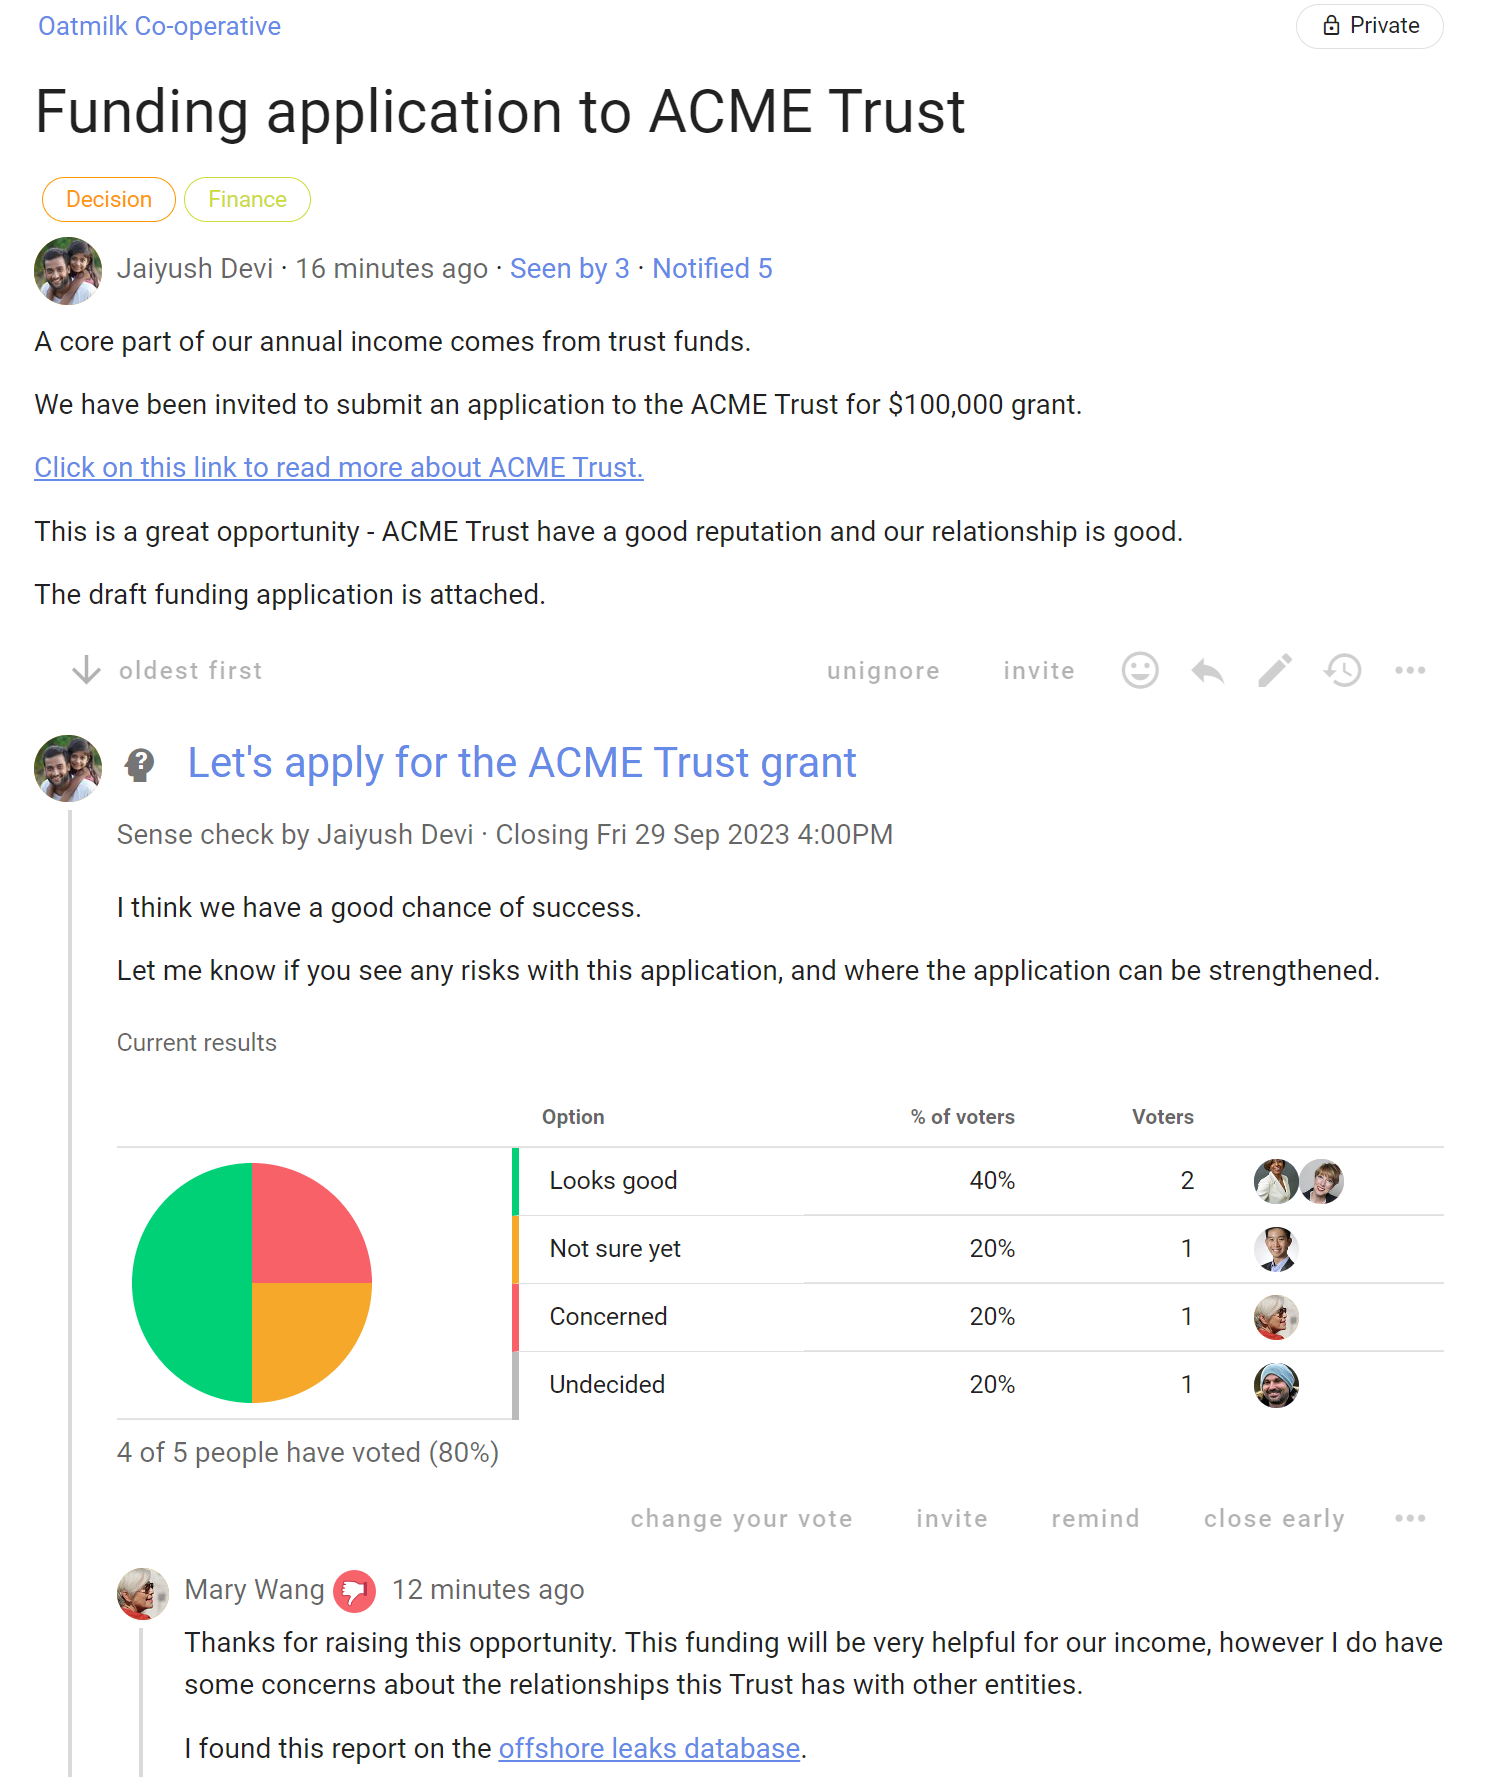 Oatmilk Co-operative
Private
Funding application to ACME Trust
Decision
Finance
Jaiyush Devi · 16 minutes ago · Seen by 3 · Notified 5
A core part of our annual income comes from trust funds.
We have been invited to submit an application to the ACME Trust for $100,000 grant.
Click on this link to read more about ACME Trust.
This is a great opportunity - ACME Trust have a good reputation and our relationship is good.
The draft funding application is attached.
oldest first
unignore
invite
Let's apply for the ACME Trust grant
Sense check by Jaiyush Devi · Closing Fri 29 Sep 2023 4:00PM
I think we have a good chance of success.
Let me know if you see any risks with this application, and where the application can be strengthened.
Current results
Option % of voters Voters
Looks good 40% 2
Not sure yet 20% 1
Concerned 20% 1
Undecided 20% 1
4 of 5 people have voted (80%)
change your vote
invite
remind
close early
Mary Wang 12 minutes ago
Thanks for raising this opportunity. This funding will be very helpful for our income, however I do have
some concerns about the relationships this Trust has with other entities.
I found this report on the offshore leaks database.